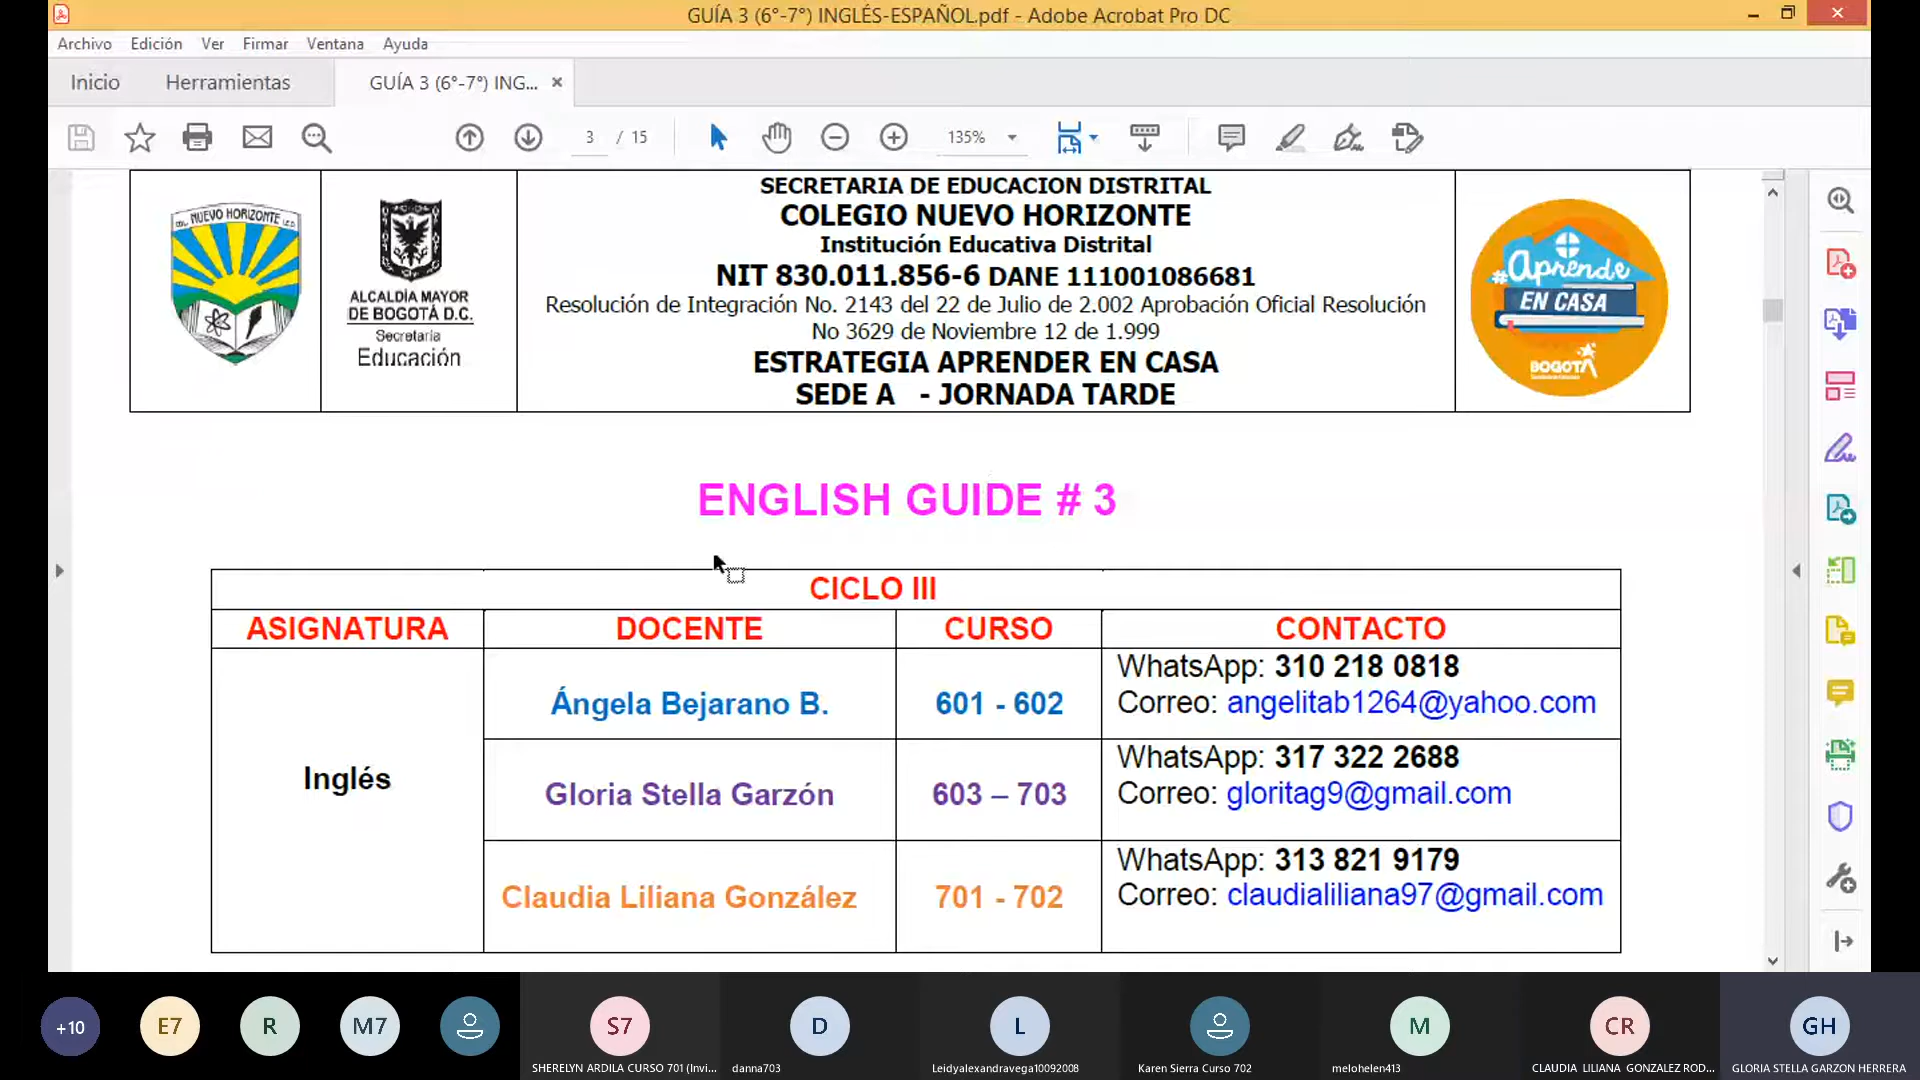 GUÍA 3 (6°-7°) INGLÉS-ESPAÑOL.pdf - Adobe Acrobat Pro DC
Archivo Edición Ver Firmar Ventana Ayuda
Inicio Herramientas GUÍA 3 (6°-7°) ING... ×
3 / 15 135%
COL. NUEVO HORIZONTE I.E.D.
ALCALDÍA MAYOR
DE BOGOTÁ D.C.
Secretaría
Educación
SECRETARIA DE EDUCACION DISTRITAL
COLEGIO NUEVO HORIZONTE
Institución Educativa Distrital
NIT 830.011.856-6 DANE 111001086681
Resolución de Integración No. 2143 del 22 de Julio de 2.002 Aprobación Oficial Resolución
No 3629 de Noviembre 12 de 1.999
ESTRATEGIA APRENDER EN CASA
SEDE A - JORNADA TARDE
#Aprende
EN CASA
BOGOTÁ
ENGLISH GUIDE # 3
CICLO III
ASIGNATURA DOCENTE CURSO CONTACTO
Inglés
Ángela Bejarano B. 601 - 602
WhatsApp: 310 218 0818
Correo: angelitab1264@yahoo.com
Gloria Stella Garzón 603 – 703
WhatsApp: 317 322 2688
Correo: gloritag9@gmail.com
Claudia Liliana González 701 - 702
WhatsApp: 313 821 9179
Correo: claudialiliana97@gmail.com
+10 E7 R M7 S7 D L M CR GH
SHERELYN ARDILA CURSO 701 (Invi... danna703 Leidyalexandravega10092008 Karen Sierra Curso 702 melohelen413 CLAUDIA LILIANA GONZALEZ ROD... GLORIA STELLA GARZON HERRERA